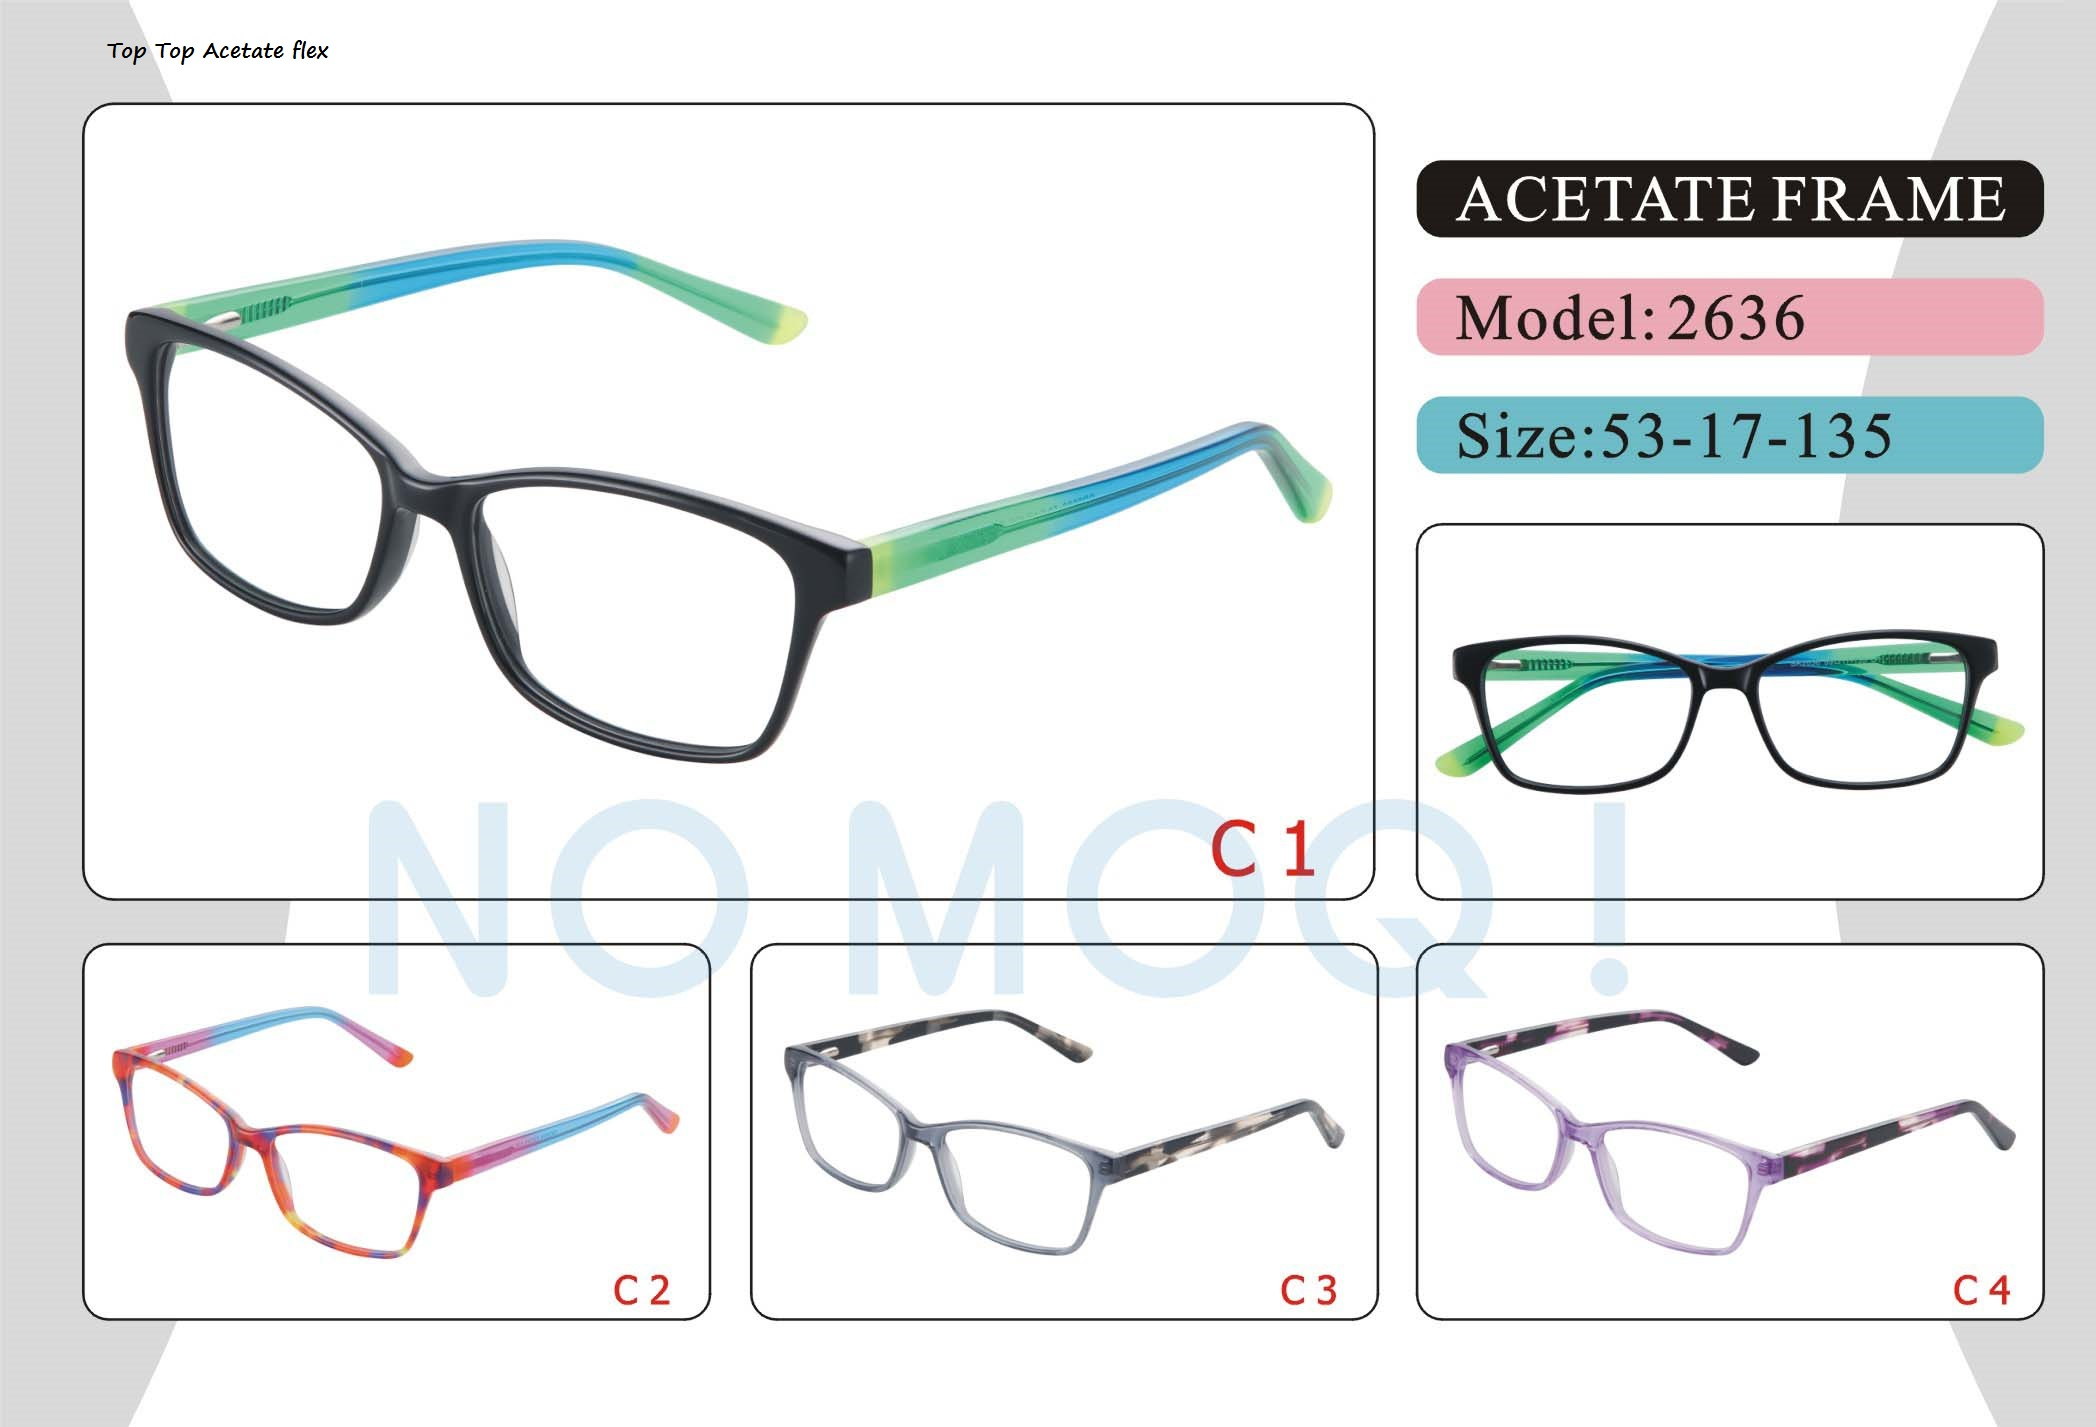 Top Top Acetate flex
ACETATE FRAME
Model: 2636
Size:53-17-135
C 1
NO MOQ!
C 2
C 3
C 4